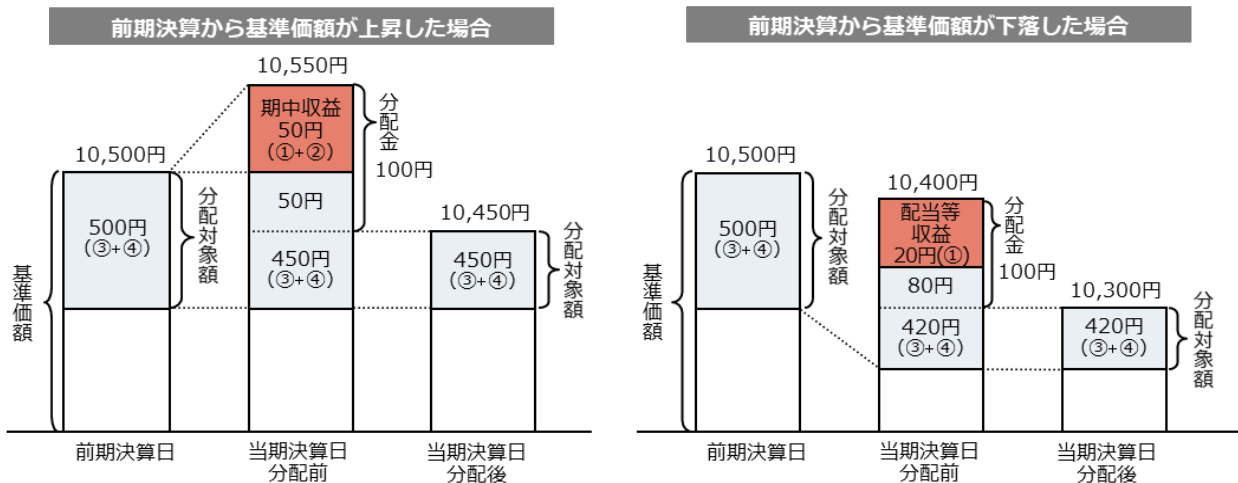 前期決算から基準価額が上昇した場合
10,550円
期中収益
50円
(①+②)
分配金
100円
10,500円
500円
(③+④)
分配対象額
50円
450円
(③+④)
10,450円
450円
(③+④)
分配対象額
基準価額
前期決算日
当期決算日
分配前
当期決算日
分配後
前期決算から基準価額が下落した場合
10,500円
500円
(③+④)
分配対象額
10,400円
配当等
収益
20円(①)
分配金
100円
80円
420円
(③+④)
10,300円
420円
(③+④)
分配対象額
基準価額
前期決算日
当期決算日
分配前
当期決算日
分配後